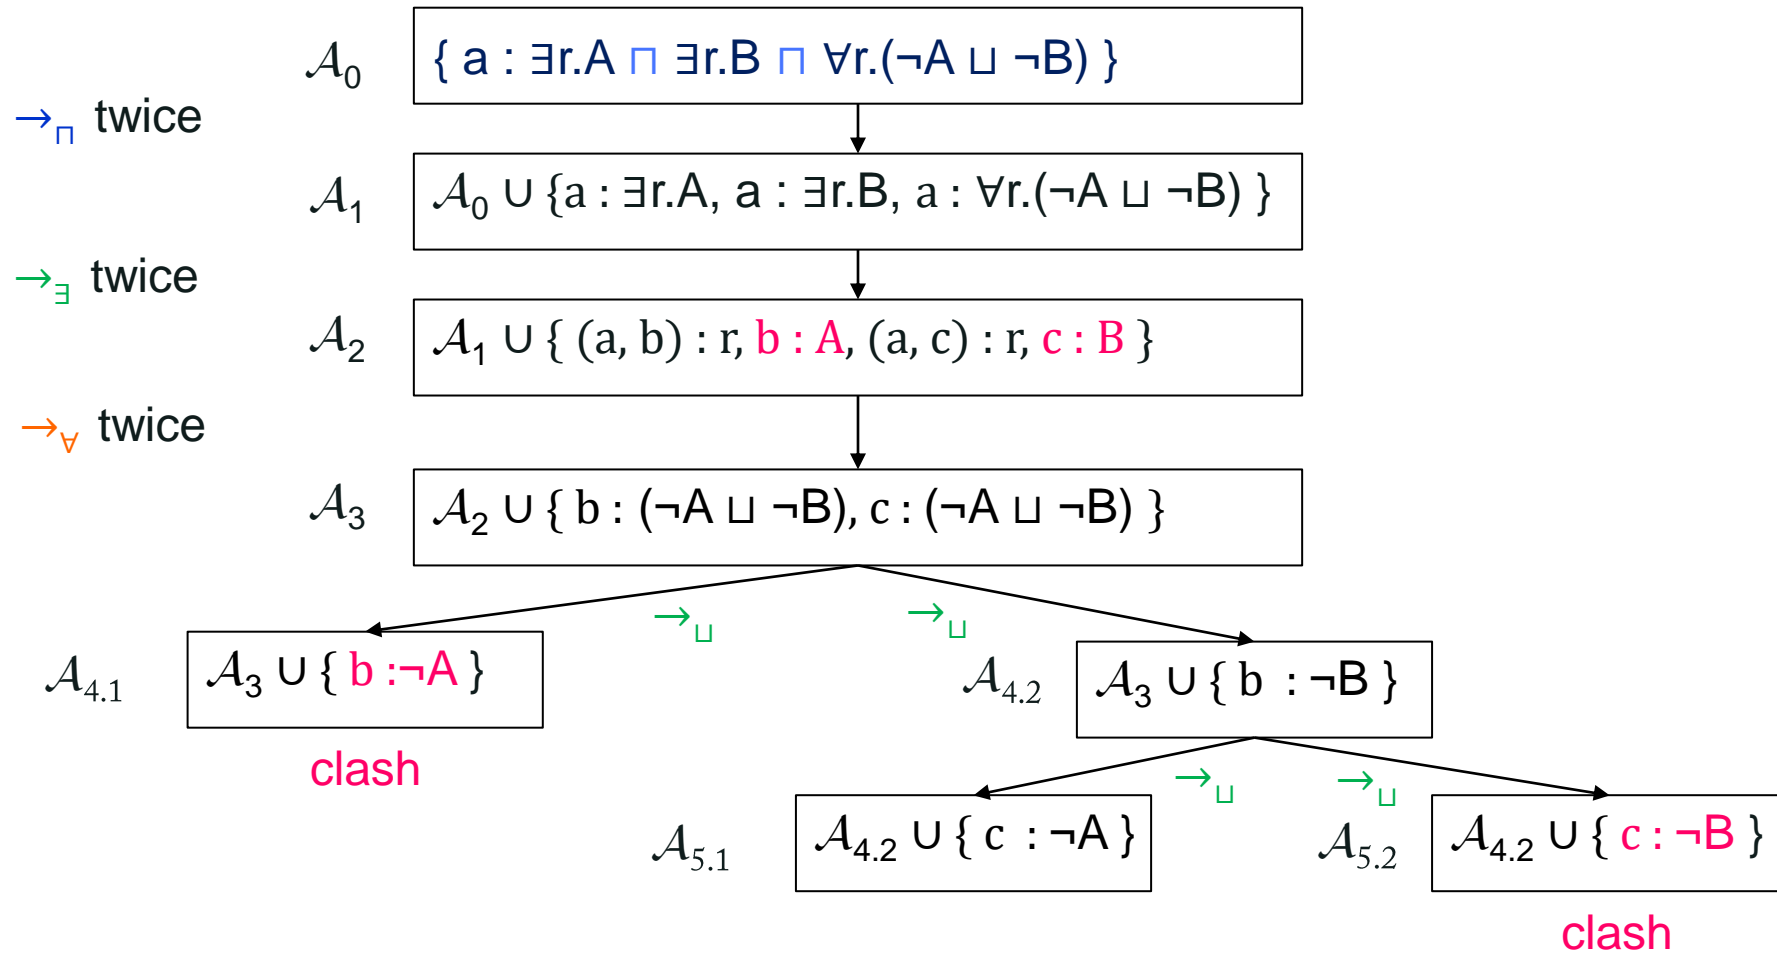 𝒜₀ { a : ∃r.A ⊓ ∃r.B ⊓ ∀r.(¬A ⊔ ¬B) }
→⊓ twice
𝒜₁ 𝒜₀ ∪ {a : ∃r.A, a : ∃r.B, a : ∀r.(¬A ⊔ ¬B) }
→∃ twice
𝒜₂ 𝒜₁ ∪ { (a, b) : r, b : A, (a, c) : r, c : B }
→∀ twice
𝒜₃ 𝒜₂ ∪ { b : (¬A ⊔ ¬B), c : (¬A ⊔ ¬B) }
→⊔ →⊔
𝒜4.1 𝒜₃ ∪ { b :¬A } 𝒜4.2 𝒜₃ ∪ { b : ¬B }
clash
→⊔ →⊔
𝒜5.1 𝒜4.2 ∪ { c : ¬A } 𝒜5.2 𝒜4.2 ∪ { c : ¬B }
clash